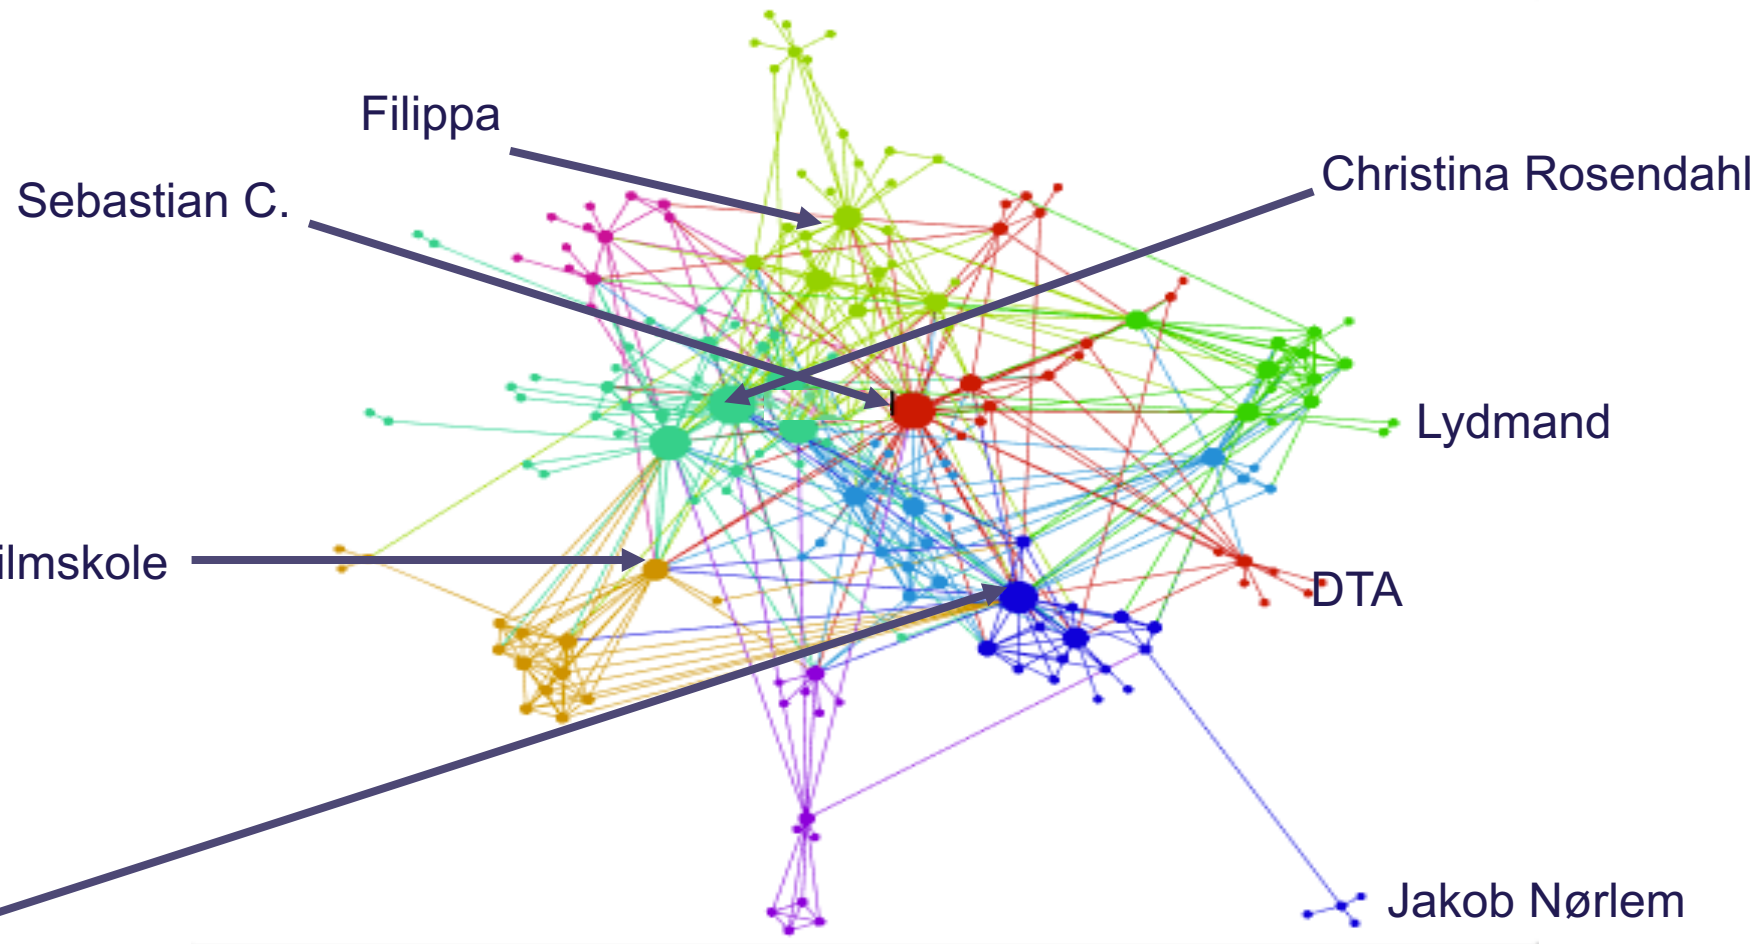 Filippa
Christina Rosendahl
Sebastian C.
Lydmand
ilmskole
DTA
Jakob Nørlem